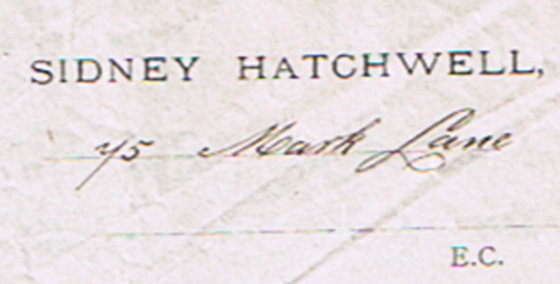 SIDNEY HATCHWELL,
75 Mark Lane
E.C.